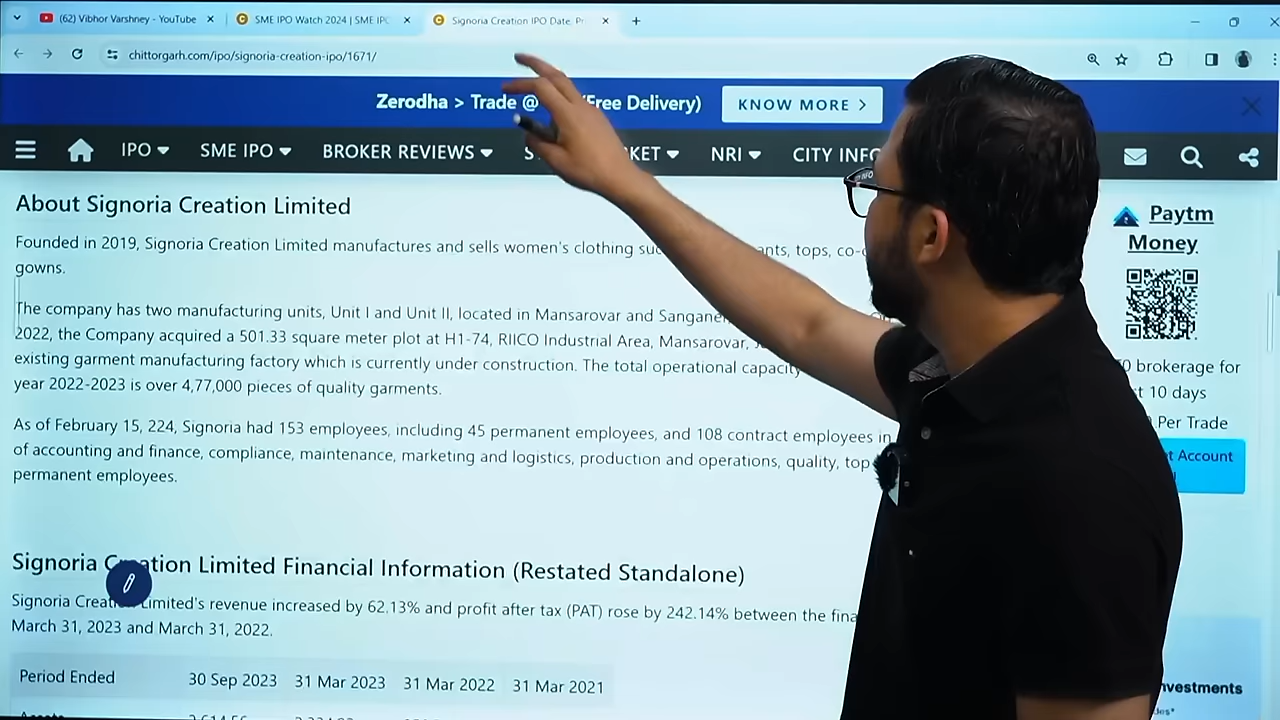 (62) Vibhor Varshney - YouTube
SME IPO Watch 2024 | SME IPO
Signoria Creation IPO Date, Pr
chittorgarh.com/ipo/signoria-creation-ipo/1671/
Zerodha > Trade @ (Free Delivery)
KNOW MORE >
IPO
SME IPO
BROKER REVIEWS
NRI
CITY INFO
About Signoria Creation Limited
Founded in 2019, Signoria Creation Limited manufactures and sells women's clothing tops,
gowns.
The company has two manufacturing units, Unit I and Unit II, located in Mansarovar and
2022, the Company acquired a 501.33 square meter plot at H1-74, RIICO Industrial Area, Mansarovar,
existing garment manufacturing factory which is currently under construction. The total operational capacity
year 2022-2023 is over 4,77,000 pieces of quality garments.
As of February 15, 224, Signoria had 153 employees, including 45 permanent employees, and 108 contract employees in
of accounting and finance, compliance, maintenance, marketing and logistics, production and operations, quality, top
permanent employees.
Signoria Creation Limited Financial Information (Restated Standalone)
Signoria Creation Limited's revenue increased by 62.13% and profit after tax (PAT) rose by 242.14% between the
March 31, 2023 and March 31, 2022.
Period Ended 30 Sep 2023 31 Mar 2023 31 Mar 2022 31 Mar 2021
Paytm
Money
brokerage for
10 days
Per Trade
Account